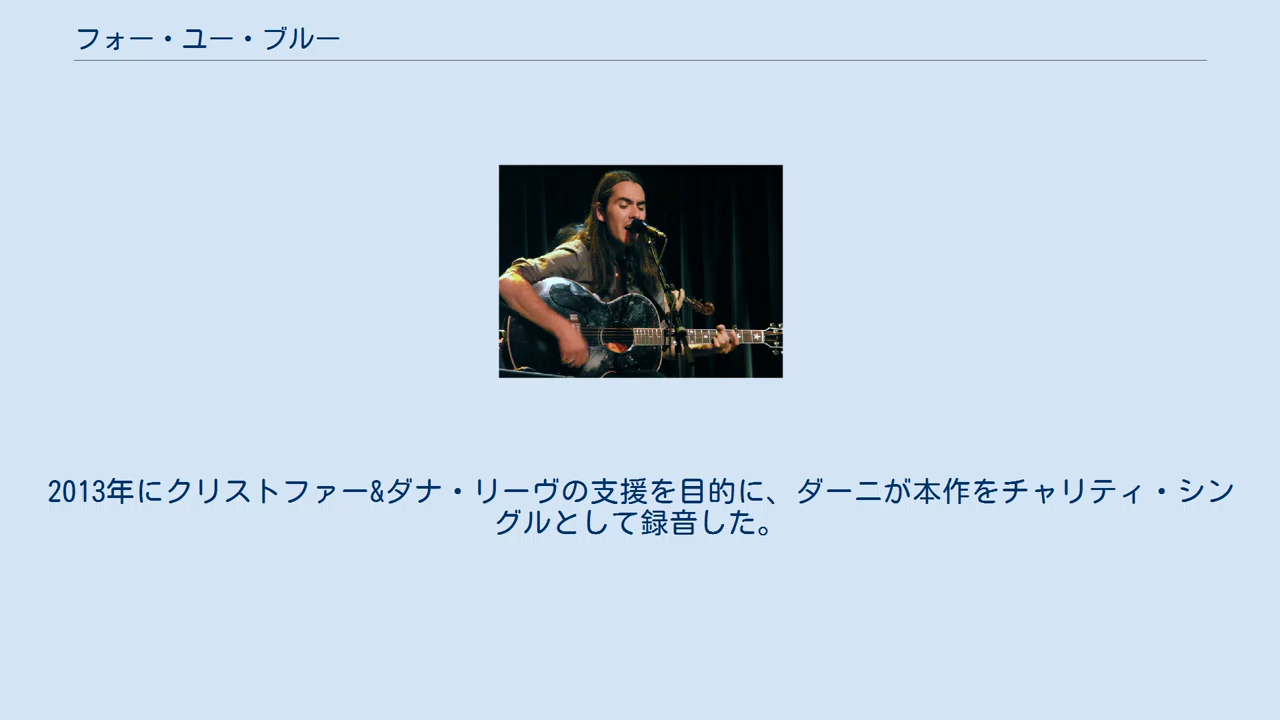 フォー・ユー・ブルー
2013年にクリストファー&ダナ・リーヴの支援を目的に、ダーニが本作をチャリティ・シン
グルとして録音した。